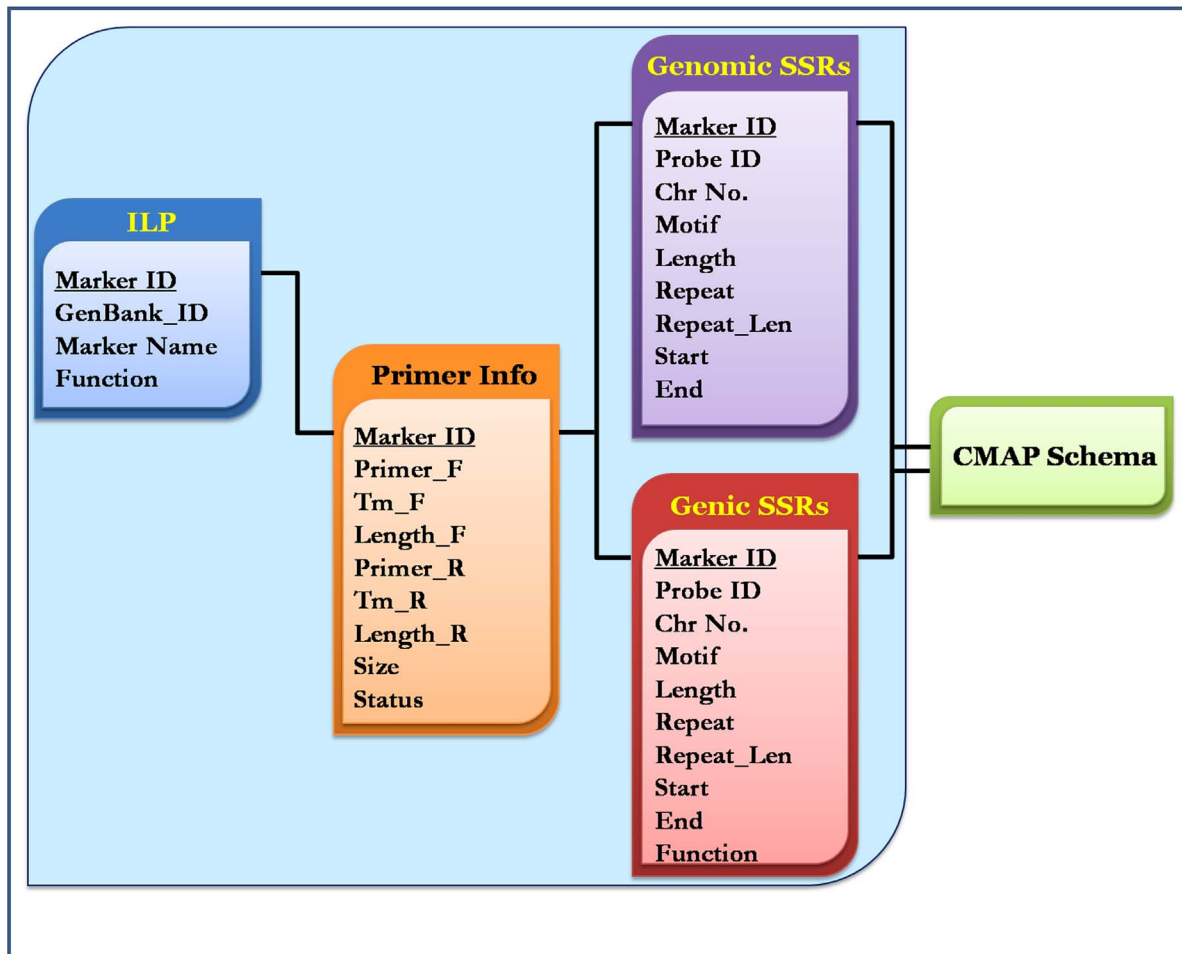 ILP
Marker ID
GenBank_ID
Marker Name
Function
Primer Info
Marker ID
Primer_F
Tm_F
Length_F
Primer_R
Tm_R
Length_R
Size
Status
Genomic SSRs
Marker ID
Probe ID
Chr No.
Motif
Length
Repeat
Repeat_Len
Start
End
Genic SSRs
Marker ID
Probe ID
Chr No.
Motif
Length
Repeat
Repeat_Len
Start
End
Function
CMAP Schema